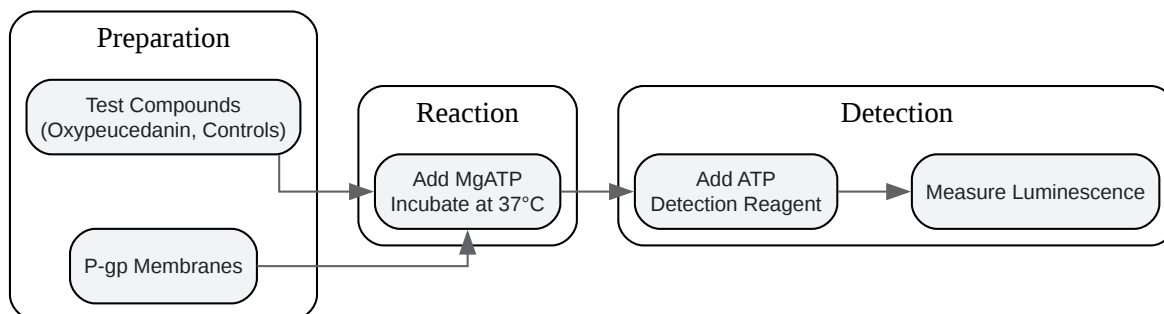 Preparation
Test Compounds
(Oxypeucedanin, Controls)
P-gp Membranes
Reaction
Add MgATP
Incubate at 37°C
Detection
Add ATP
Detection Reagent
Measure Luminescence